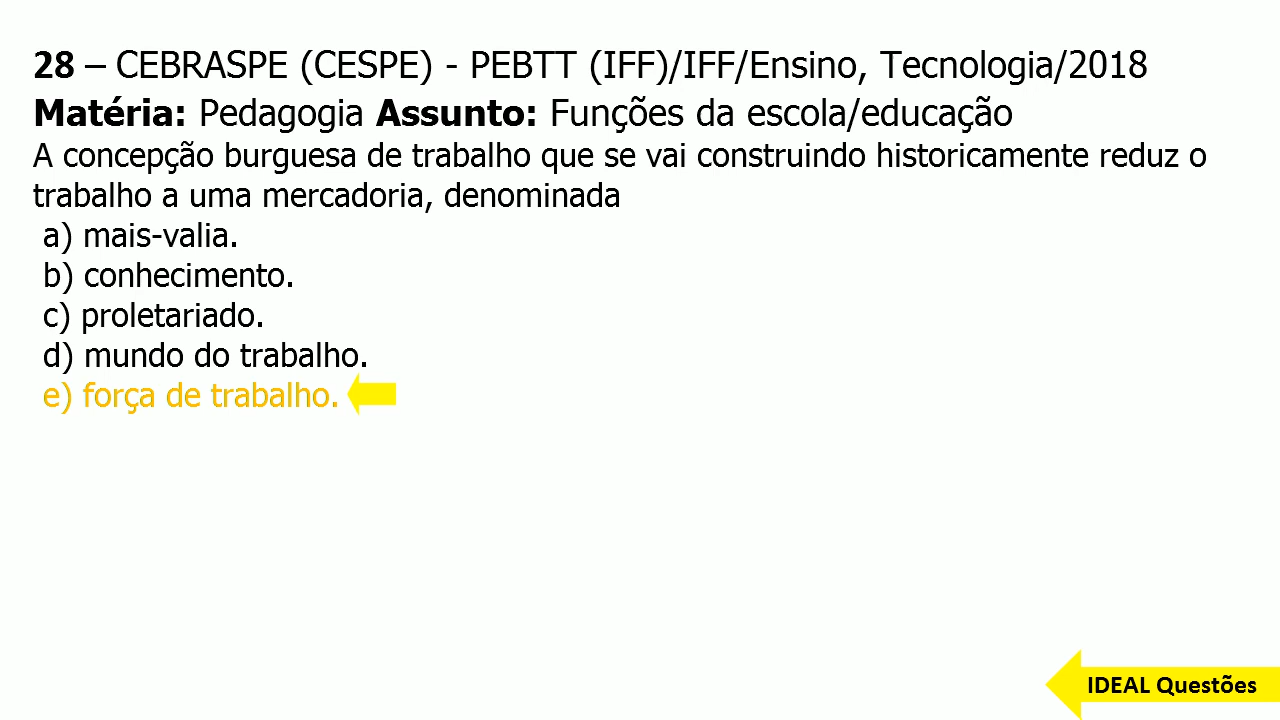 28 – CEBRASPE (CESPE) - PEBTT (IFF)/IFF/Ensino, Tecnologia/2018
Matéria: Pedagogia Assunto: Funções da escola/educação
A concepção burguesa de trabalho que se vai construindo historicamente reduz o
trabalho a uma mercadoria, denominada
a) mais-valia.
b) conhecimento.
c) proletariado.
d) mundo do trabalho.
e) força de trabalho.
IDEAL Questões